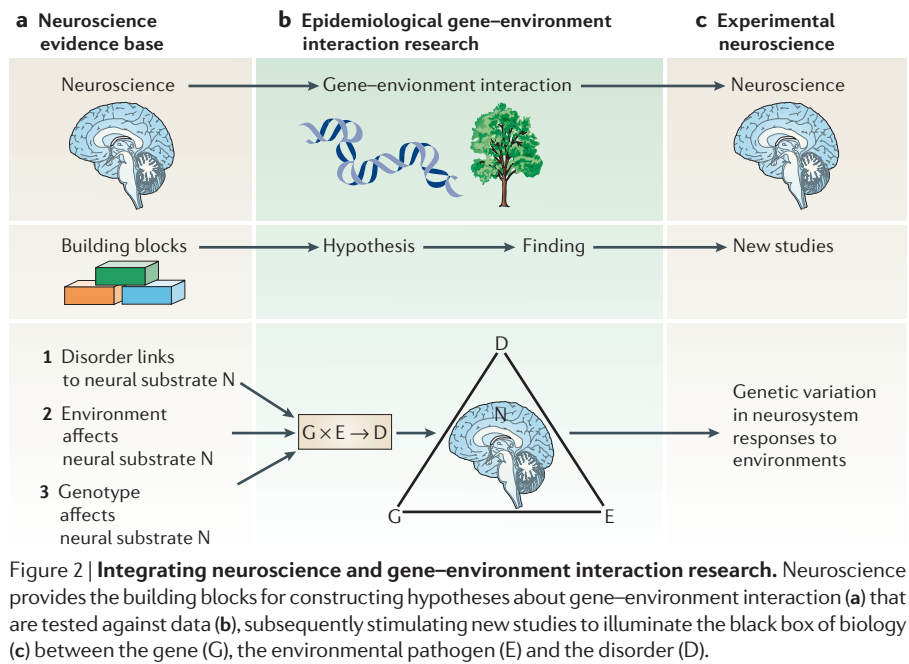 a Neuroscience
evidence base
b Epidemiological gene–environment
interaction research
c Experimental
neuroscience
Neuroscience
Gene–envionment interaction
Neuroscience
Building blocks
Hypothesis
Finding
New studies
1 Disorder links
to neural substrate N
2 Environment
affects
neural substrate N
3 Genotype
affects
neural substrate N
G × E → D
D
N
G
E
Genetic variation
in neurosystem
responses to
environments
Figure 2 | Integrating neuroscience and gene–environment interaction research. Neuroscience
provides the building blocks for constructing hypotheses about gene–environment interaction (a) that
are tested against data (b), subsequently stimulating new studies to illuminate the black box of biology
(c) between the gene (G), the environmental pathogen (E) and the disorder (D).